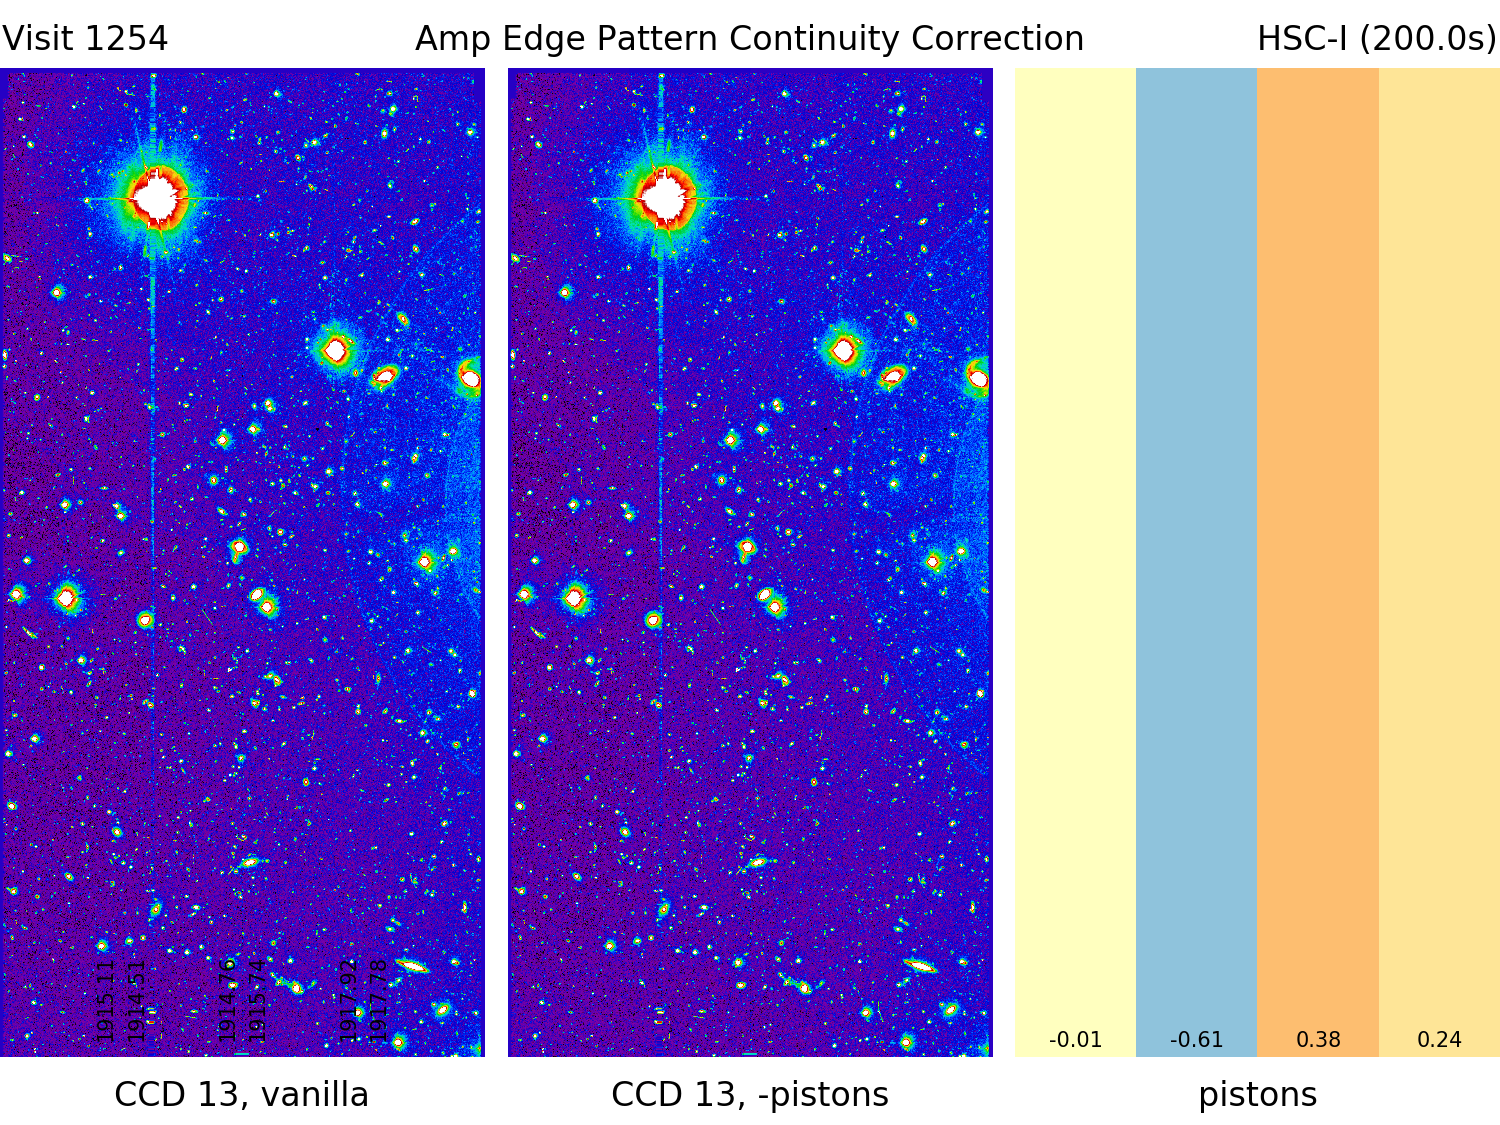 Visit 1254
Amp Edge Pattern Continuity Correction
HSC-I (200.0s)
1915.11
1914.51
1914.76
1915.74
1917.92
1917.78
-0.01
-0.61
0.38
0.24
CCD 13, vanilla
CCD 13, -pistons
pistons